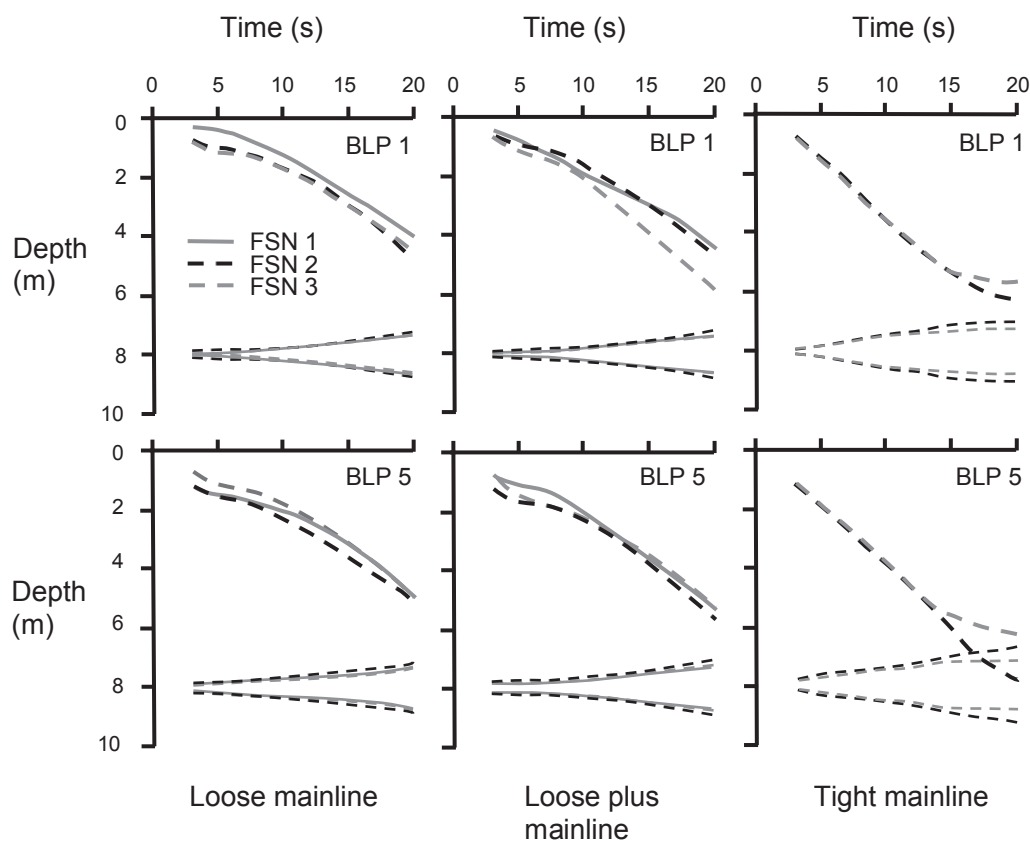 Time (s) Time (s) Time (s)
0 5 10 15 20 0 5 10 15 20 0 5 10 15 20
0
2
4
6
8
10
Depth
(m)
BLP 1 BLP 1 BLP 1
FSN 1
FSN 2
FSN 3
0
2
4
6
8
10
Depth
(m)
BLP 5 BLP 5 BLP 5
Loose mainline
Loose plus
mainline
Tight mainline